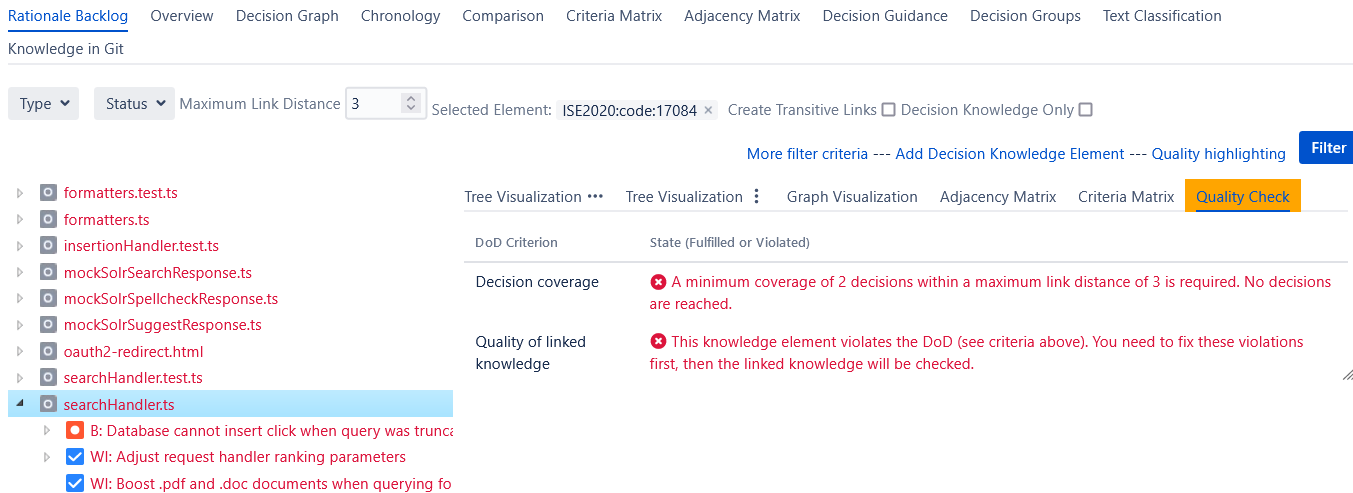 Rationale Backlog Overview Decision Graph Chronology Comparison Criteria Matrix Adjacency Matrix Decision Guidance Decision Groups Text Classification
Knowledge in Git
Type Status Maximum Link Distance 3 Selected Element: ISE2020:code:17084 × Create Transitive Links Decision Knowledge Only
More filter criteria --- Add Decision Knowledge Element --- Quality highlighting Filter
formatters.test.ts
formatters.ts
insertionHandler.test.ts
mockSolrSearchResponse.ts
mockSolrSpellcheckResponse.ts
mockSolrSuggestResponse.ts
oauth2-redirect.html
searchHandler.test.ts
searchHandler.ts
B: Database cannot insert click when query was trunca
WI: Adjust request handler ranking parameters
WI: Boost .pdf and .doc documents when querying fo
Tree Visualization ••• Tree Visualization ⋮ Graph Visualization Adjacency Matrix Criteria Matrix Quality Check
DoD Criterion State (Fulfilled or Violated)
Decision coverage A minimum coverage of 2 decisions within a maximum link distance of 3 is required. No decisions
are reached.
Quality of linked This knowledge element violates the DoD (see criteria above). You need to fix these violations
knowledge first, then the linked knowledge will be checked.